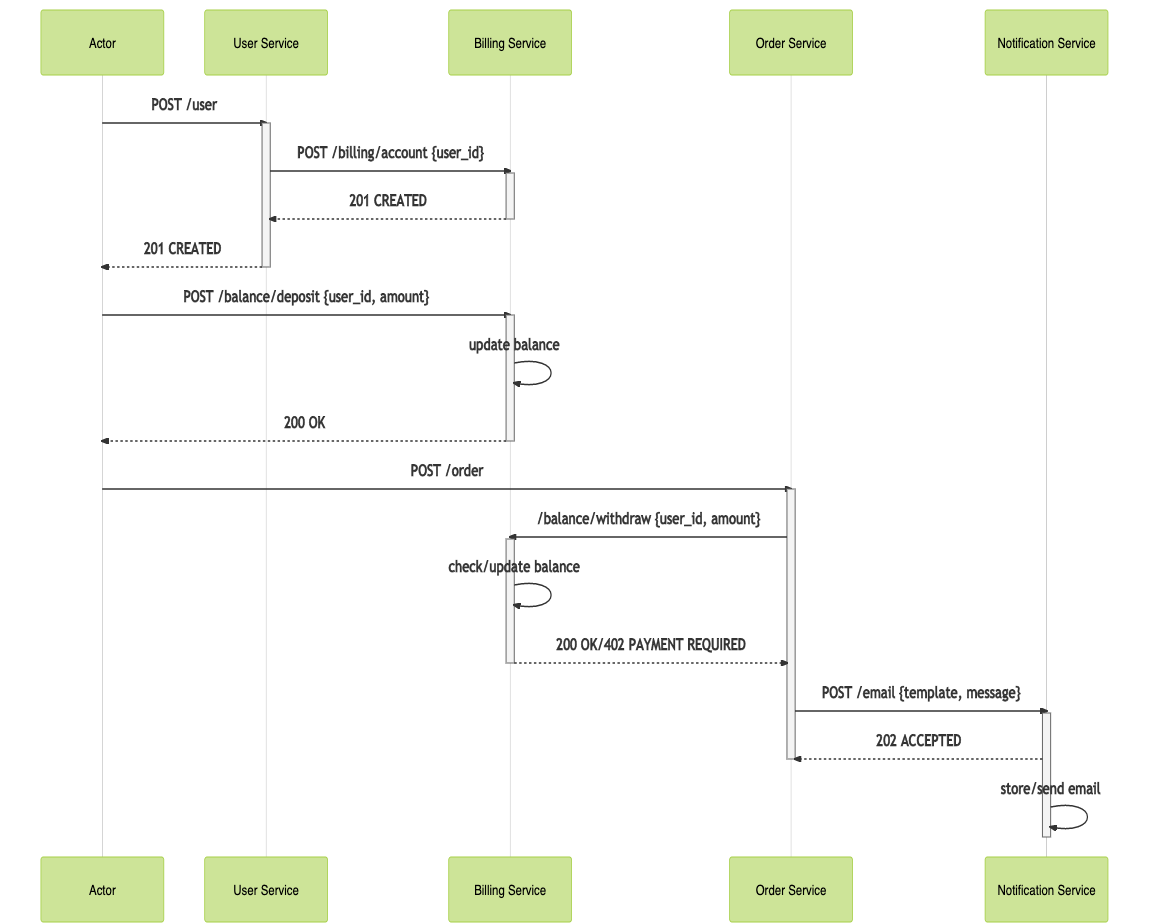 Actor
User Service
Billing Service
Order Service
Notification Service
POST /user
POST /billing/account {user_id}
201 CREATED
201 CREATED
POST /balance/deposit {user_id, amount}
update balance
200 OK
POST /order
/balance/withdraw {user_id, amount}
check/update balance
200 OK/402 PAYMENT REQUIRED
POST /email {template, message}
202 ACCEPTED
store/send email
Actor
User Service
Billing Service
Order Service
Notification Service